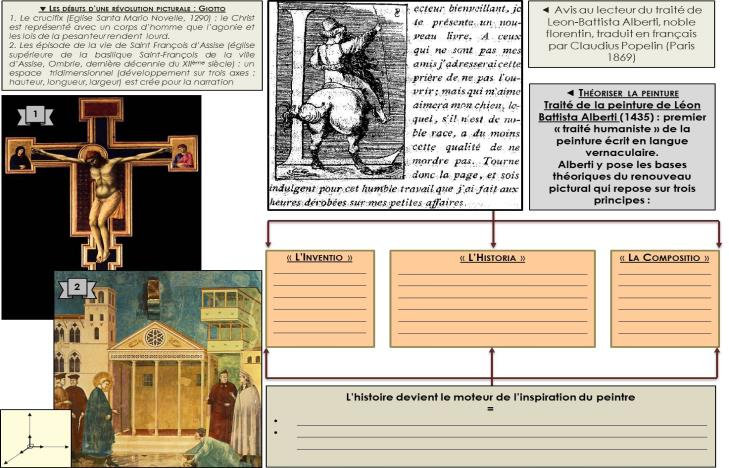 ▼ LES DÉBUTS D'UNE RÉVOLUTION PICTURALE : GIOTTO
1. Le crucifix (Eglise Santa Mario Novelle, 1290) : le Christ
est représenté avec un corps d'homme que l'agonie et
les lois de la pesanteur rendent lourd.
2. Les épisode de la vie de Saint François d'Assise (église
supérieure de la basilique Saint-François de la ville
d'Assise, Ombrie, dernière décennie du XIIème siècle) : un
espace tridimensionnel (développement sur trois axes :
hauteur, longueur, largeur) est crée pour la narration
1
2
ecteur bienveillant, je
te présente un nou-
veau livre. A ceux
qui ne sont pas mes
amis j'adresserai cette
prière de ne pas l'ou-
vrir; mais qui m'aime
aimera mon chien, le-
quel, s'il n'est de no-
ble race, a du moins
cette qualité de ne
mordre pas. Tourne
donc la page, et sois
indulgent pour cet humble travail que j'ai fait aux
heures dérobées sur mes petites affaires.
◄ Avis au lecteur du traité de
Leon-Battista Alberti, noble
florentin, traduit en français
par Claudius Popelin (Paris
1869)
◄ THÉORISER LA PEINTURE
Traité de la peinture de Léon
Battista Alberti (1435) : premier
« traité humaniste » de la
peinture écrit en langue
vernaculaire.
Alberti y pose les bases
théoriques du renouveau
pictural qui repose sur trois
principes :
« L'INVENTIO »
« L'HISTORIA »
« LA COMPOSITIO »
L'histoire devient le moteur de l'inspiration du peintre
=
•
•